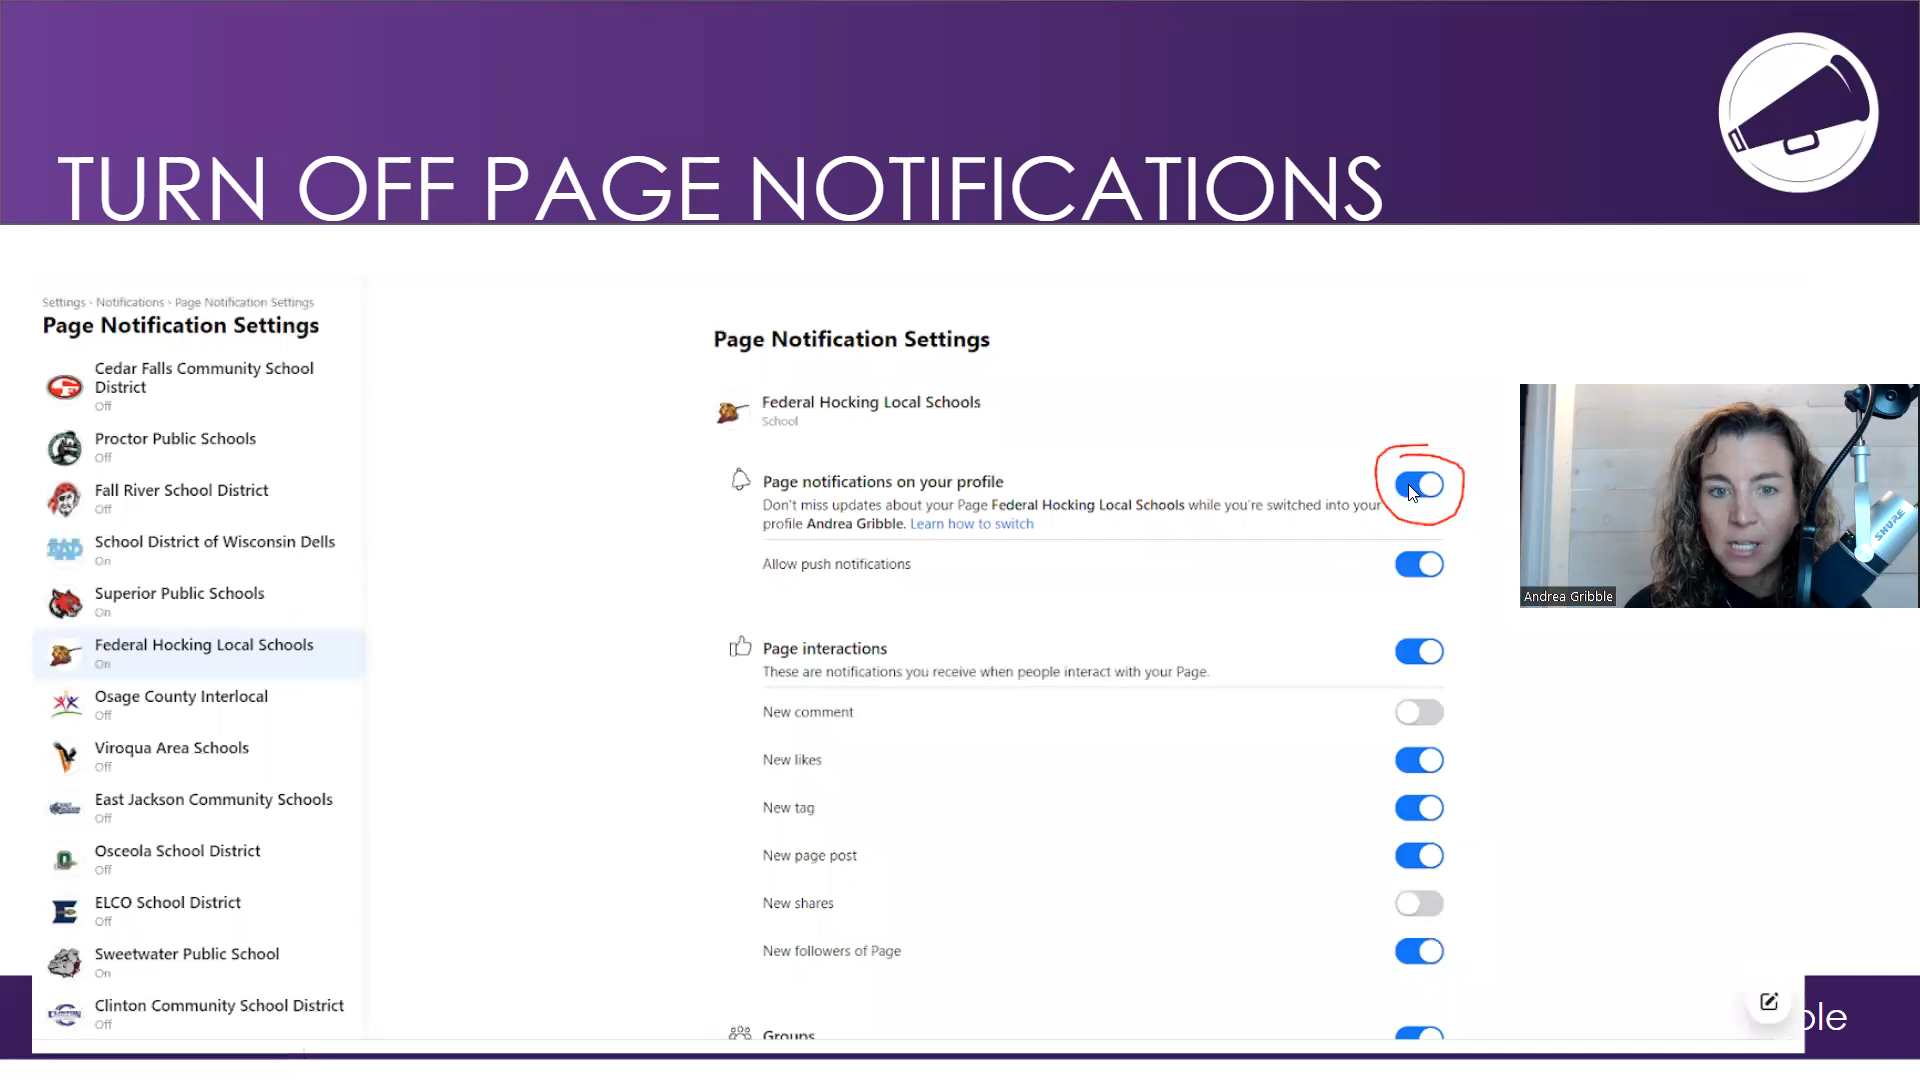 TURN OFF PAGE NOTIFICATIONS
Settings · Notifications · Page Notification Settings
Page Notification Settings
Cedar Falls Community School
District
Off
Proctor Public Schools
Off
Fall River School District
Off
School District of Wisconsin Dells
On
Superior Public Schools
On
Federal Hocking Local Schools
On
Osage County Interlocal
Off
Viroqua Area Schools
Off
East Jackson Community Schools
Off
Osceola School District
Off
ELCO School District
Off
Sweetwater Public School
On
Clinton Community School District
Off
Page Notification Settings
Federal Hocking Local Schools
School
Page notifications on your profile
Don't miss updates about your Page Federal Hocking Local Schools while you're switched into your
profile Andrea Gribble. Learn how to switch
Allow push notifications
Page interactions
These are notifications you receive when people interact with your Page.
New comment
New likes
New tag
New page post
New shares
New followers of Page
Groups
SHURE
Andrea Gribble